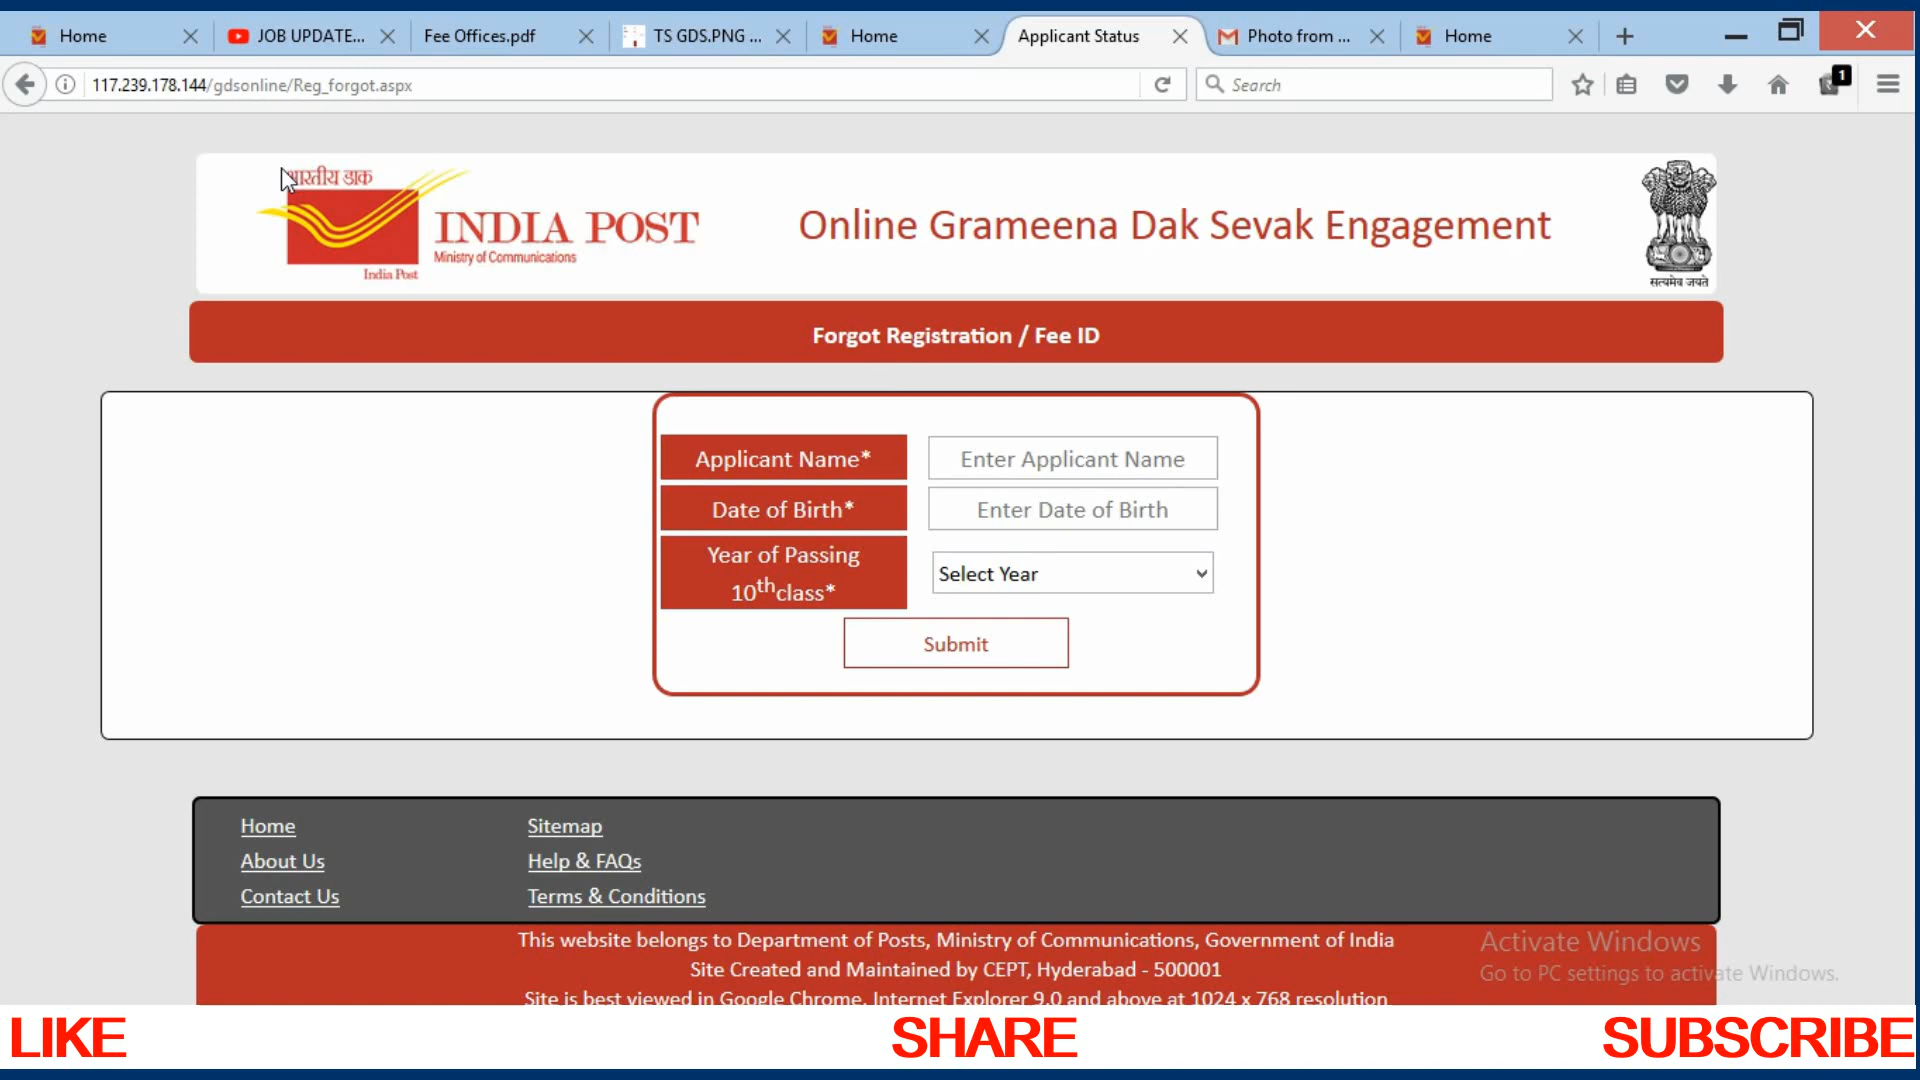 Home
JOB UPDATE...
Fee Offices.pdf
TS GDS.PNG ...
Home
Applicant Status
Photo from ...
Home
117.239.178.144/gdsonline/Reg_forgot.aspx
Search
1
भारतीय डाक
INDIA POST
Ministry of Communications
India Post
Online Grameena Dak Sevak Engagement
सत्यमेव जयते
Forgot Registration / Fee ID
Applicant Name*
Enter Applicant Name
Date of Birth*
Enter Date of Birth
Year of Passing
10thclass*
Select Year
Submit
Home
Sitemap
About Us
Help & FAQs
Contact Us
Terms & Conditions
This website belongs to Department of Posts, Ministry of Communications, Government of India
Site Created and Maintained by CEPT, Hyderabad - 500001
Site is best viewed in Google Chrome, Internet Explorer 9.0 and above at 1024 x 768 resolution
Activate Windows
Go to PC settings to activate Windows.
LIKE
SHARE
SUBSCRIBE